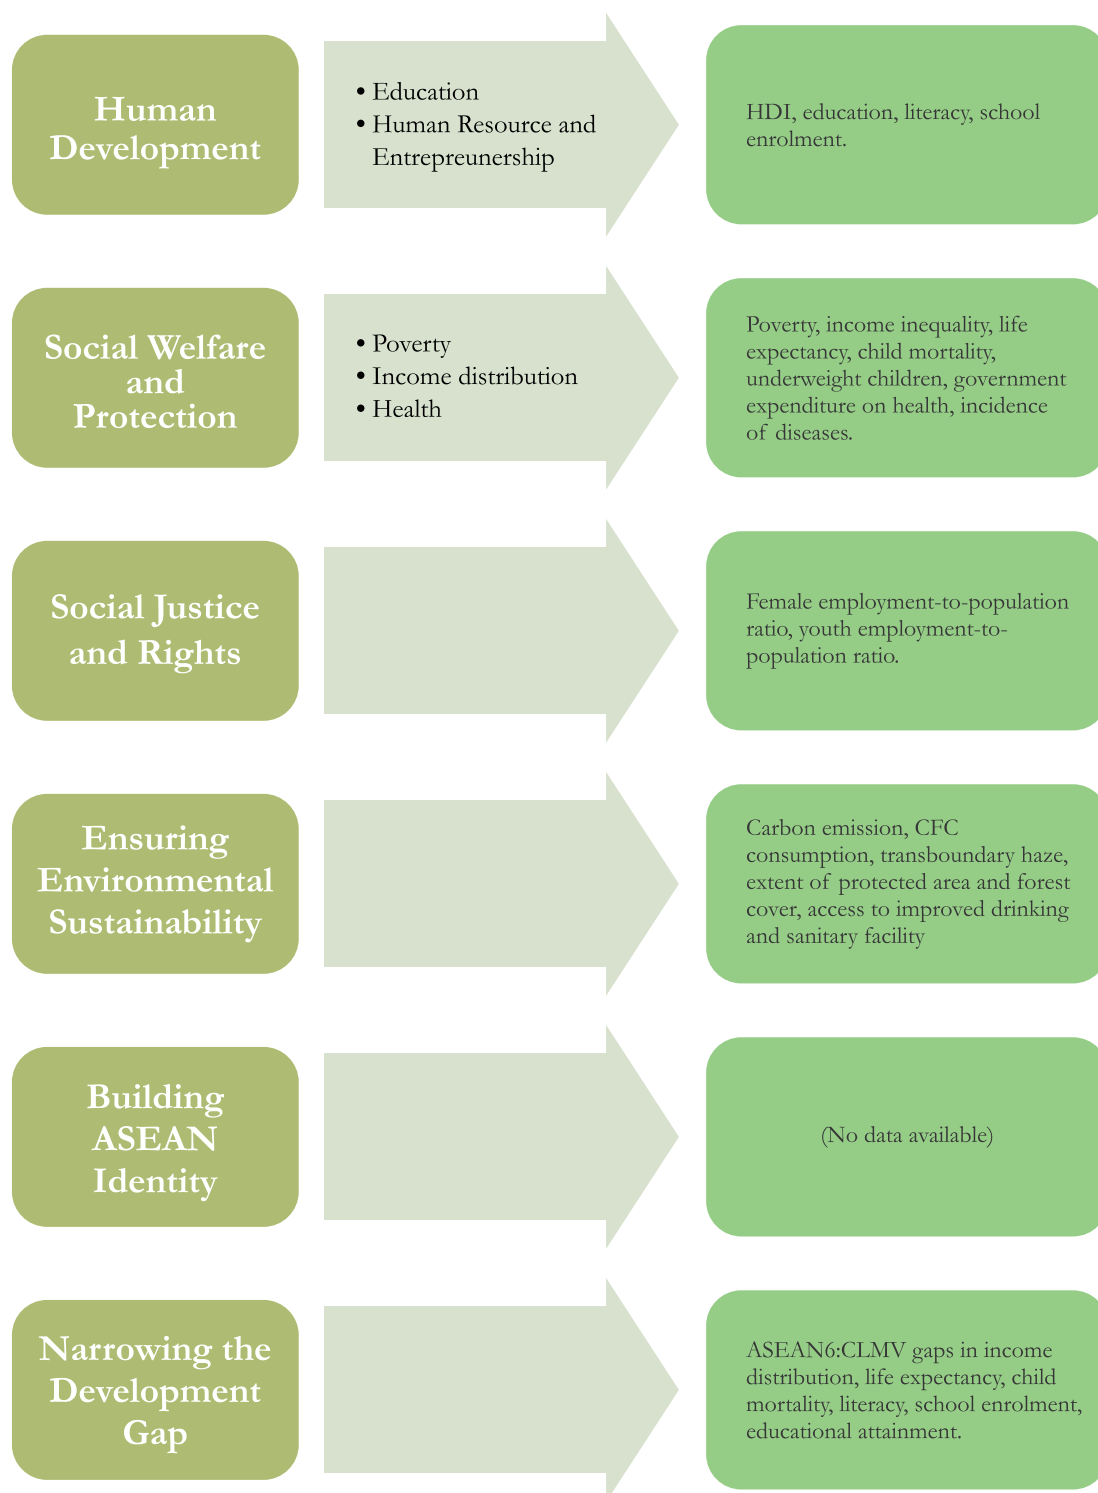 Human
Development
• Education
• Human Resource and
Entrepreunership
HDI, education, literacy, school
enrolment.
Social Welfare
and
Protection
• Poverty
• Income distribution
• Health
Poverty, income inequality, life
expectancy, child mortality,
underweight children, government
expenditure on health, incidence
of diseases.
Social Justice
and Rights
Female employment-to-population
ratio, youth employment-to-
population ratio.
Ensuring
Environmental
Sustainability
Carbon emission, CFC
consumption, transboundary haze,
extent of protected area and forest
cover, access to improved drinking
and sanitary facility
Building
ASEAN
Identity
(No data available)
Narrowing the
Development
Gap
ASEAN6:CLMV gaps in income
distribution, life expectancy, child
mortality, literacy, school enrolment,
educational attainment.